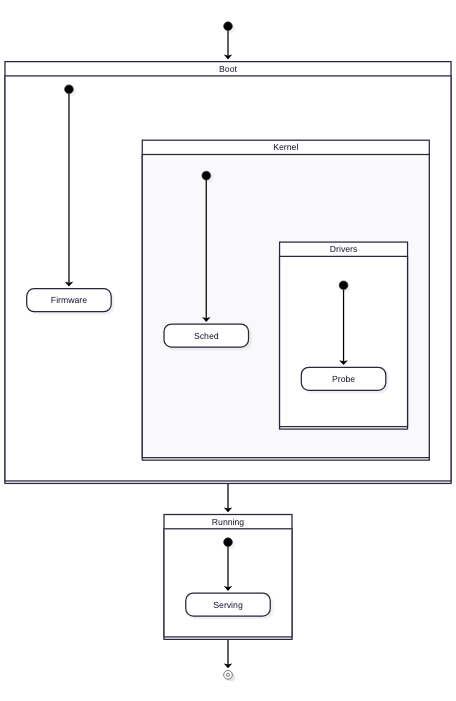 Boot
Kernel
Drivers
Firmware
Sched
Probe
Running
Serving